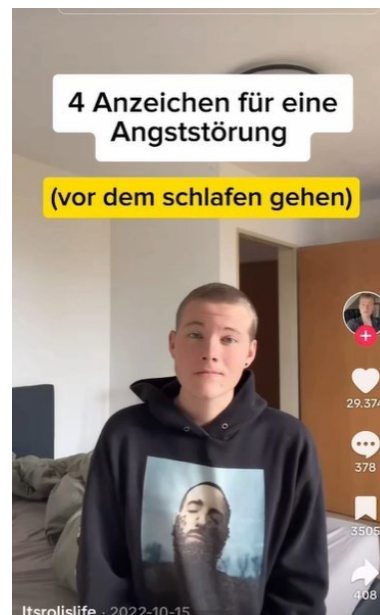 4 Anzeichen für eine
Angststörung
(vor dem schlafen gehen)
29.374
378
3505
408
Itsrolislife · 2022-10-15